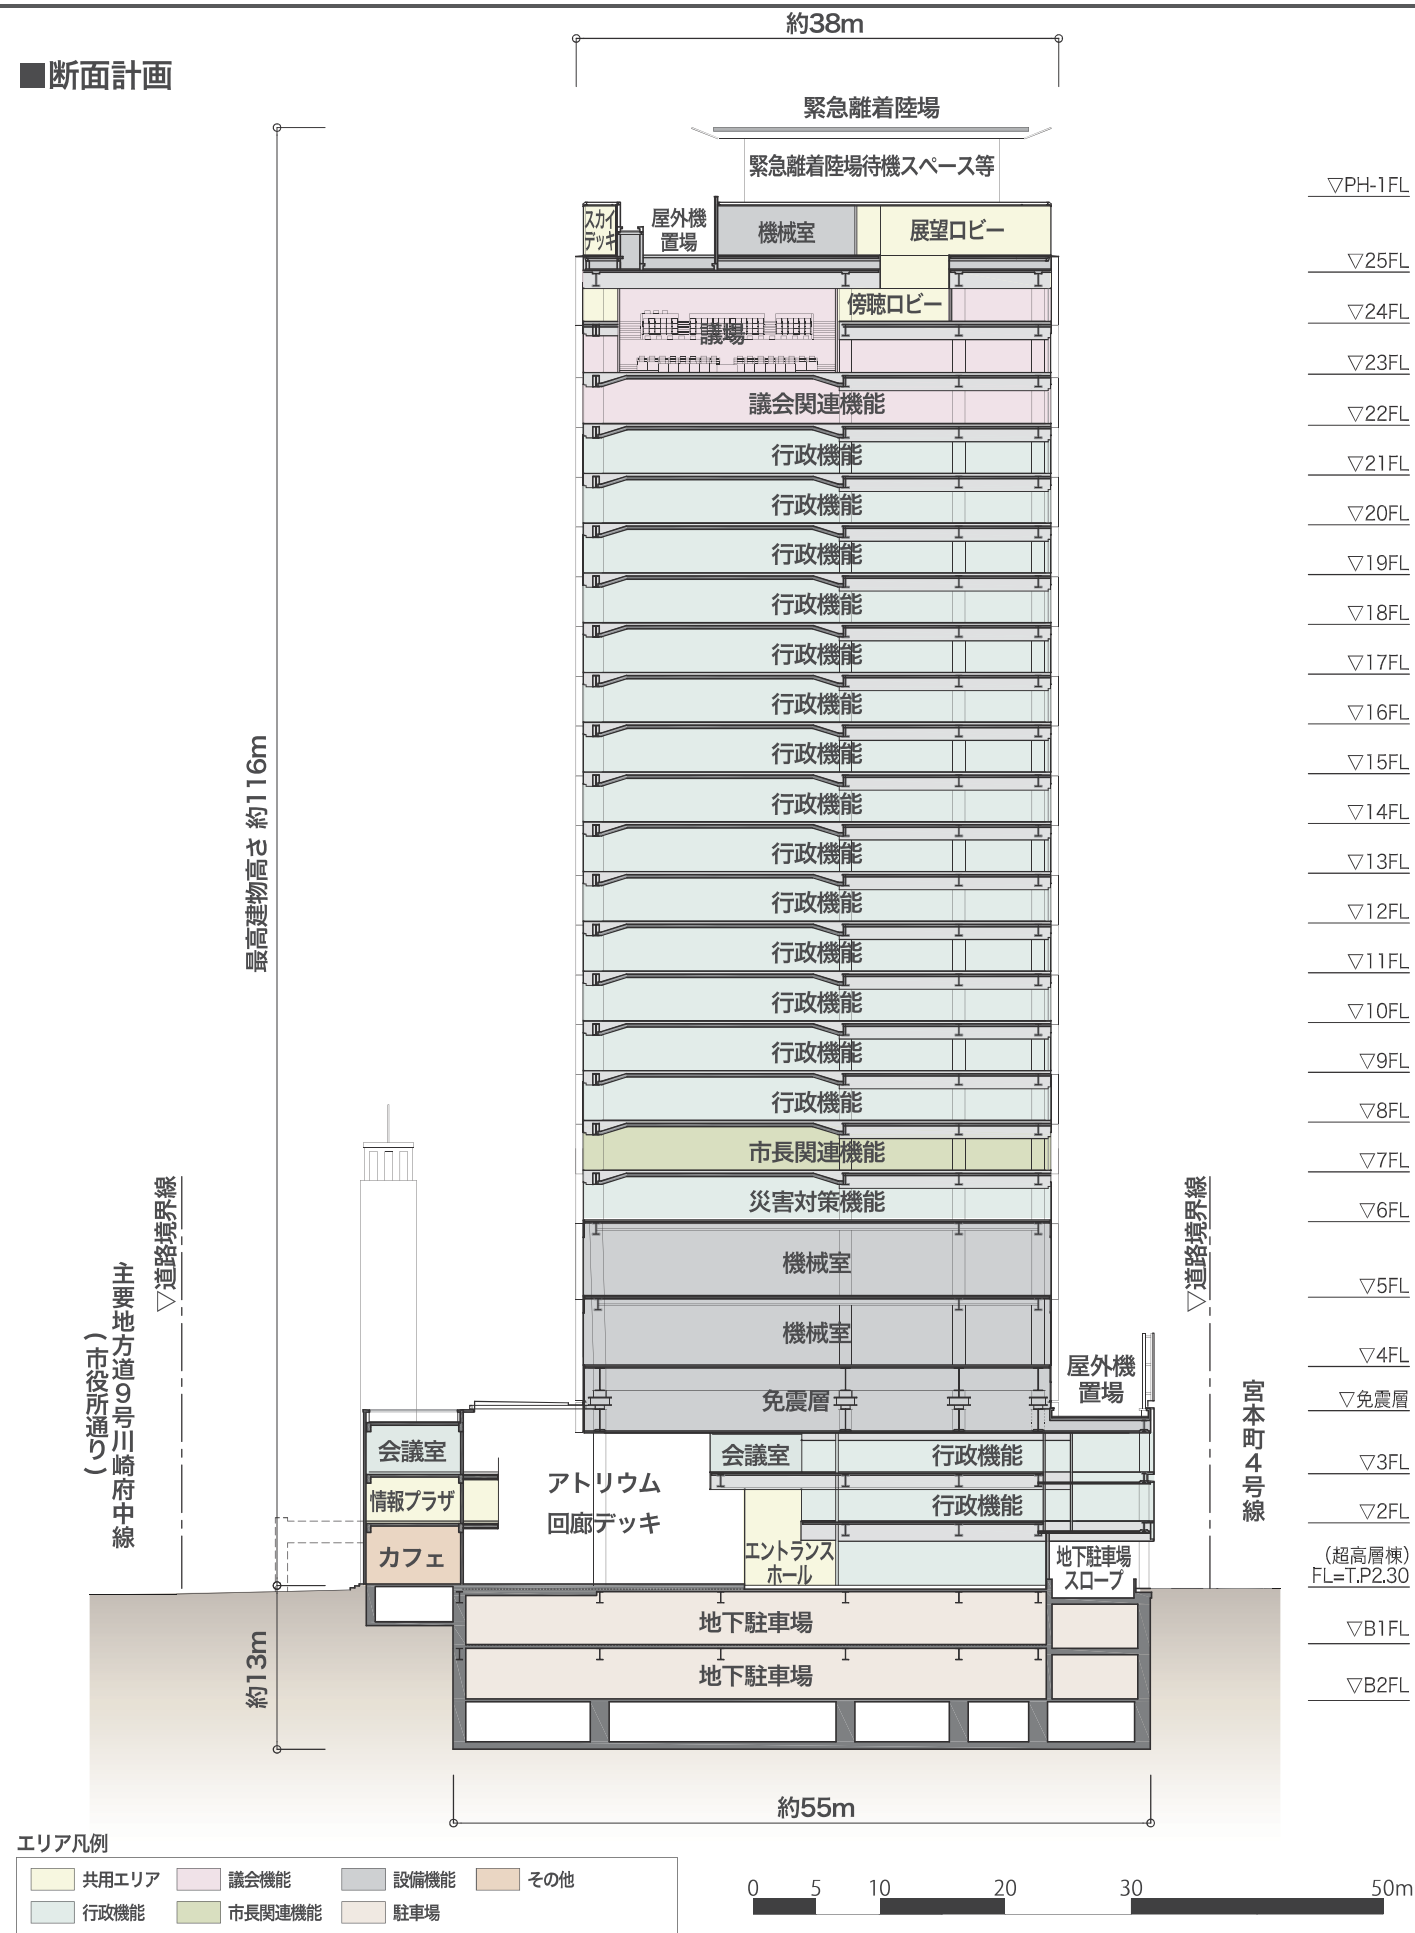 約38m
■断面計画
緊急離着陸場
緊急離着陸場待機スペース等
▽PH-1FL
スカイ
デッキ
屋外機
置場
機械室
展望ロビー
▽25FL
傍聴ロビー
▽24FL
議場
▽23FL
議会関連機能
▽22FL
行政機能
▽21FL
行政機能
▽20FL
行政機能
▽19FL
行政機能
▽18FL
行政機能
▽17FL
行政機能
▽16FL
行政機能
▽15FL
行政機能
▽14FL
行政機能
▽13FL
行政機能
▽12FL
行政機能
▽11FL
行政機能
▽10FL
行政機能
▽9FL
行政機能
▽8FL
市長関連機能
▽7FL
災害対策機能
▽6FL
機械室
▽5FL
機械室
▽4FL
屋外機
置場
免震層
▽免震層
会議室
会議室
行政機能
▽3FL
アトリウム
回廊デッキ
情報プラザ
行政機能
▽2FL
カフェ
エントランス
ホール
地下駐車場
スロープ
(超高層棟)
FL=T.P2.30
地下駐車場
▽B1FL
地下駐車場
▽B2FL
最高建物高さ 約116m
約13m
▽道路境界線
主要地方道9号川崎府中線
(市役所通り)
▽道路境界線
宮本町4号線
約55m
エリア凡例
共用エリア
議会機能
設備機能
その他
行政機能
市長関連機能
駐車場
0 5 10 20 30 50m